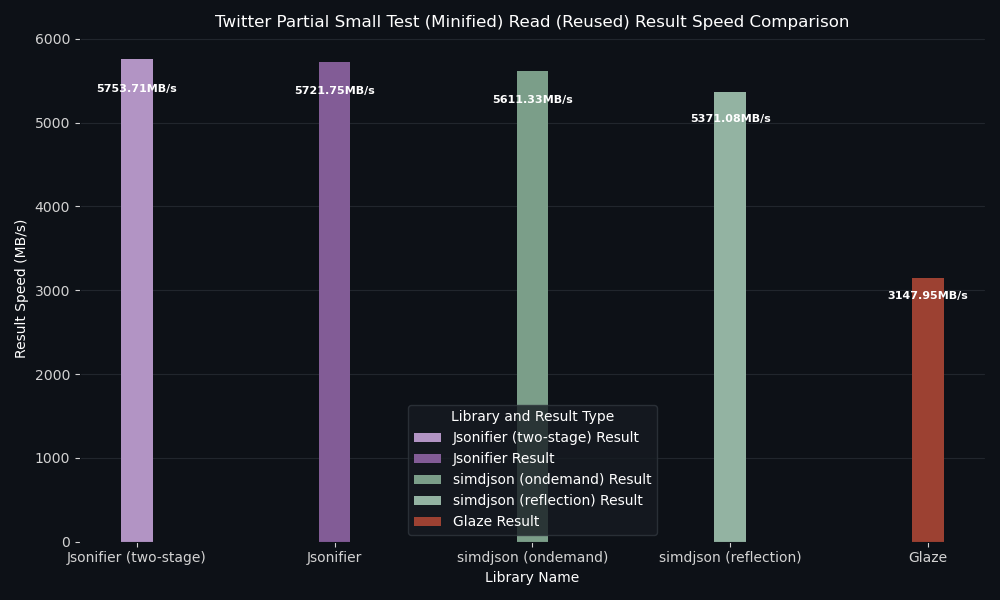 Twitter Partial Small Test (Minified) Read (Reused) Result Speed Comparison
Result Speed (MB/s)
6000
5000
4000
3000
2000
1000
0
5753.71MB/s
5721.75MB/s
5611.33MB/s
5371.08MB/s
3147.95MB/s
Library and Result Type
Jsonifier (two-stage) Result
Jsonifier Result
simdjson (ondemand) Result
simdjson (reflection) Result
Glaze Result
Jsonifier (two-stage)
Jsonifier
simdjson (ondemand)
simdjson (reflection)
Glaze
Library Name